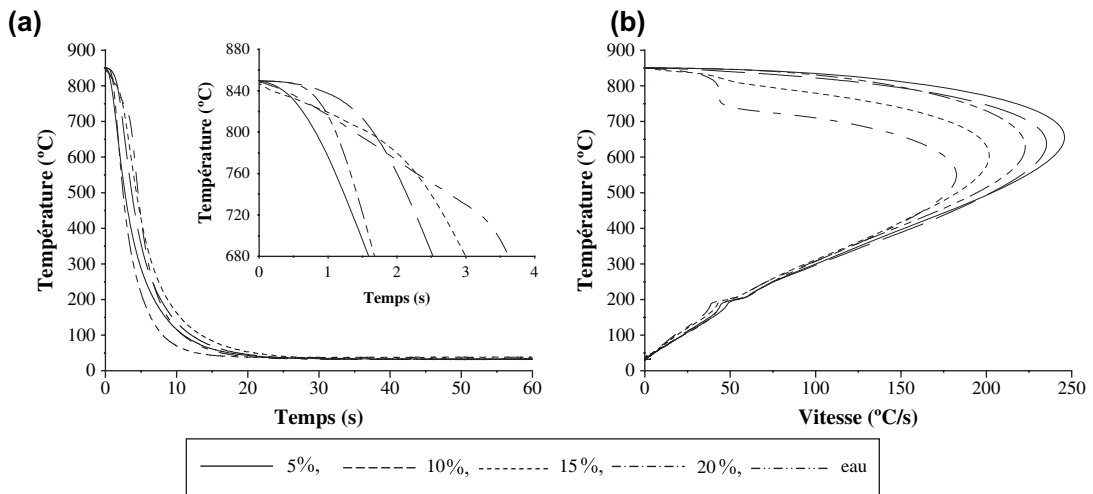 (a)
Température (ºC)
900
800
700
600
500
400
300
200
100
0
0 10 20 30 40 50 60
Temps (s)
Température (ºC)
880
840
800
760
720
680
0 1 2 3 4
Temps (s)
(b)
Température (ºC)
900
800
700
600
500
400
300
200
100
0
0 50 100 150 200 250
Vitesse (ºC/s)
5%, 10%, 15%, 20%, eau